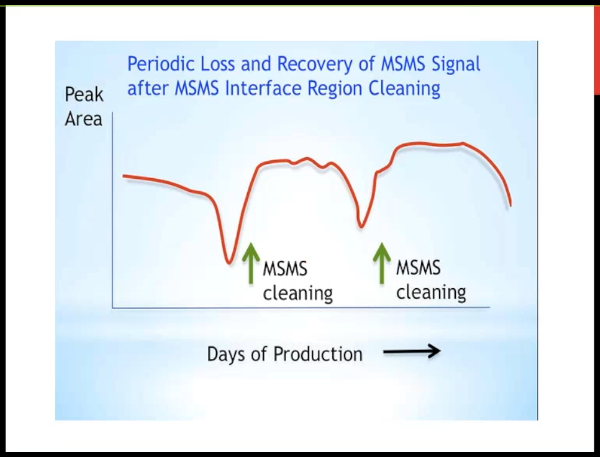 Periodic Loss and Recovery of MSMS Signal
after MSMS Interface Region Cleaning
Peak
Area
MSMS
cleaning
MSMS
cleaning
Days of Production